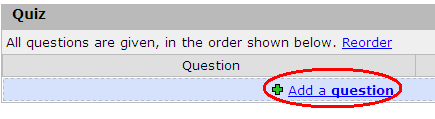 Quiz
All questions are given, in the order shown below. Reorder
Question
Add a question